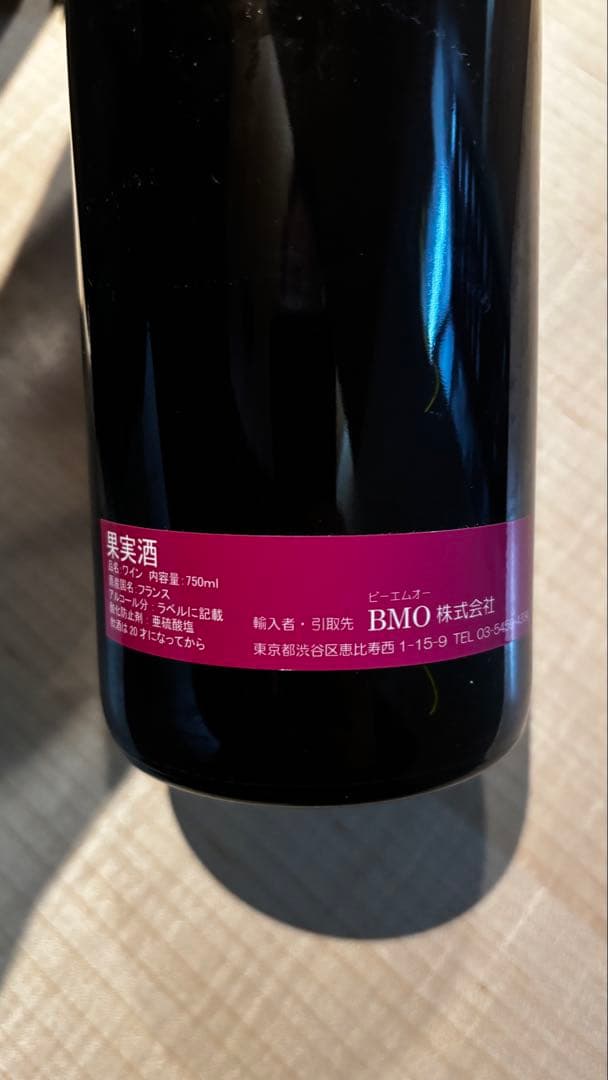 果実酒
品名:ワイン 内容量:750ml
原産国名:フランス
アルコール分:ラベルに記載
酸化防止剤:亜硫酸塩
飲酒は20才になってから
ビーエムオー
輸入者・引取先 BMO 株式会社
東京都渋谷区恵比寿西1-15-9 TEL 03-5459